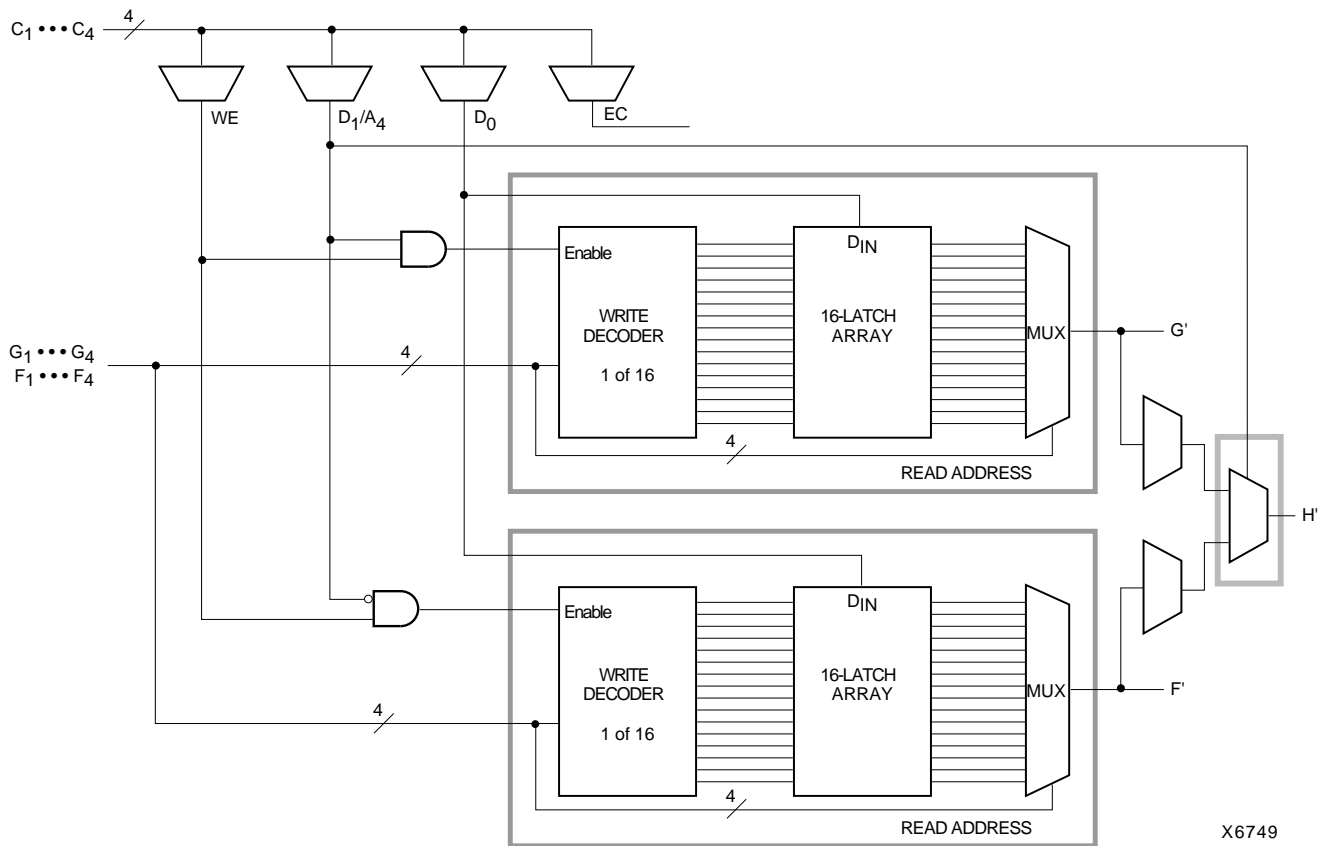 C1 ••• C4
4
WE
D1/A4
D0
EC
Enable
DIN
WRITE
DECODER
1 of 16
16-LATCH
ARRAY
MUX
G'
G1 ••• G4
F1 ••• F4
4
4
READ ADDRESS
H'
Enable
DIN
WRITE
DECODER
1 of 16
16-LATCH
ARRAY
MUX
F'
4
4
READ ADDRESS
X6749